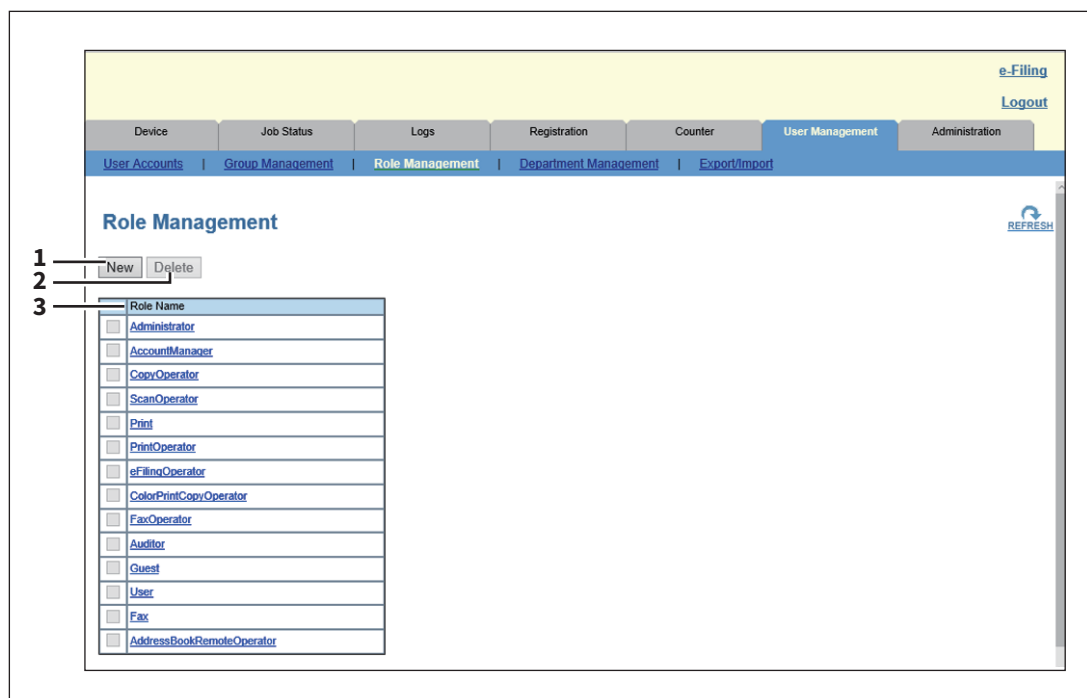 e-Filing
Logout
Device Job Status Logs Registration Counter User Management Administration
User Accounts | Group Management | Role Management | Department Management | Export/Import
Role Management
REFRESH
1
New Delete
2
3
Role Name
Administrator
AccountManager
CopyOperator
ScanOperator
Print
PrintOperator
eFilingOperator
ColorPrintCopyOperator
FaxOperator
Auditor
Guest
User
Fax
AddressBookRemoteOperator